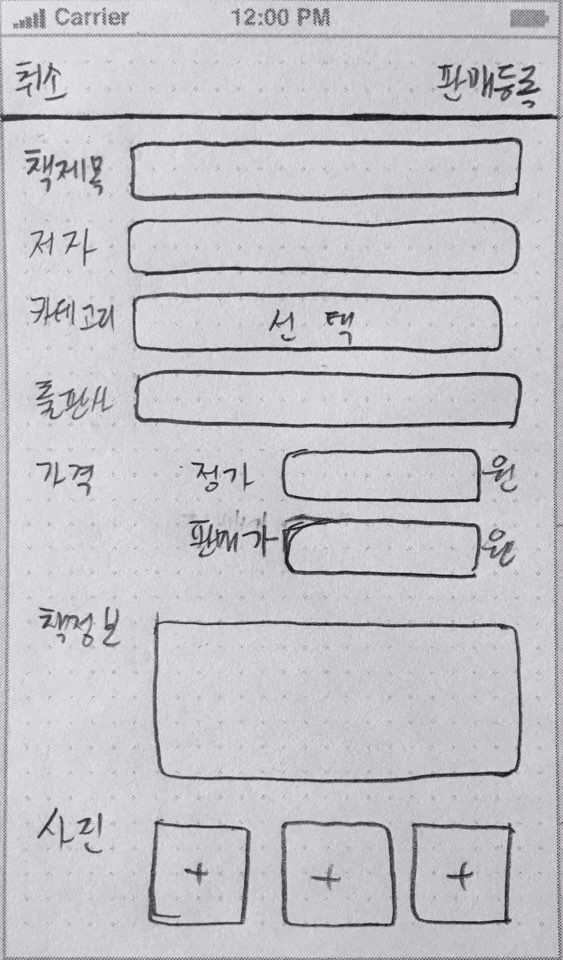 Carrier 12:00 PM
취소 판매등록
책제목
저자
카테고리 선택
출판사
가격 정가 원
판매가 원
책정보
사진 + + +